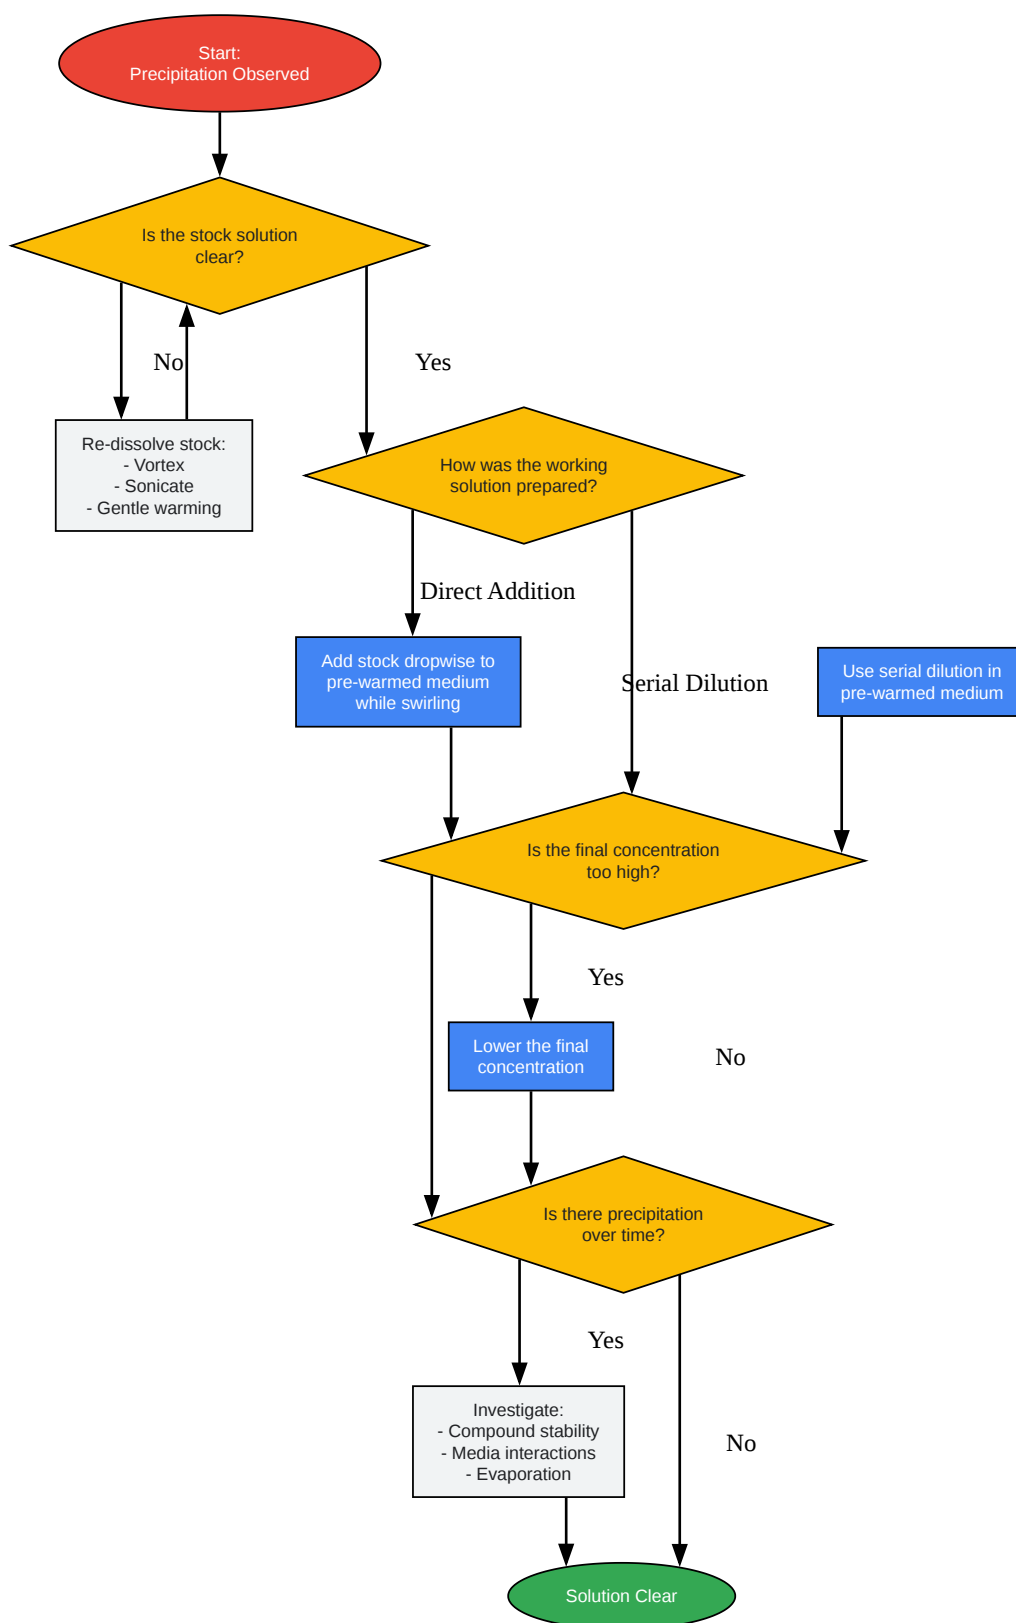 Start:
Precipitation Observed
Is the stock solution
clear?
No
Yes
Re-dissolve stock:
- Vortex
- Sonicate
- Gentle warming
How was the working
solution prepared?
Direct Addition
Add stock dropwise to
pre-warmed medium
while swirling
Serial Dilution
Use serial dilution in
pre-warmed medium
Is the final concentration
too high?
Yes
Lower the final
concentration
No
Is there precipitation
over time?
Yes
Investigate:
- Compound stability
- Media interactions
- Evaporation
No
Solution Clear